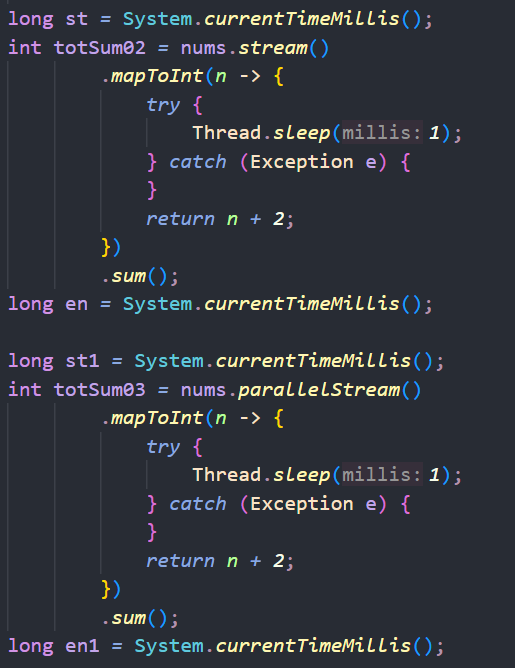 long st = System.currentTimeMillis();
int totSum02 = nums.stream()
.mapToInt(n -> {
try {
Thread.sleep(millis: 1);
} catch (Exception e) {
}
return n + 2;
})
.sum();
long en = System.currentTimeMillis();
long st1 = System.currentTimeMillis();
int totSum03 = nums.parallelStream()
.mapToInt(n -> {
try {
Thread.sleep(millis: 1);
} catch (Exception e) {
}
return n + 2;
})
.sum();
long en1 = System.currentTimeMillis();